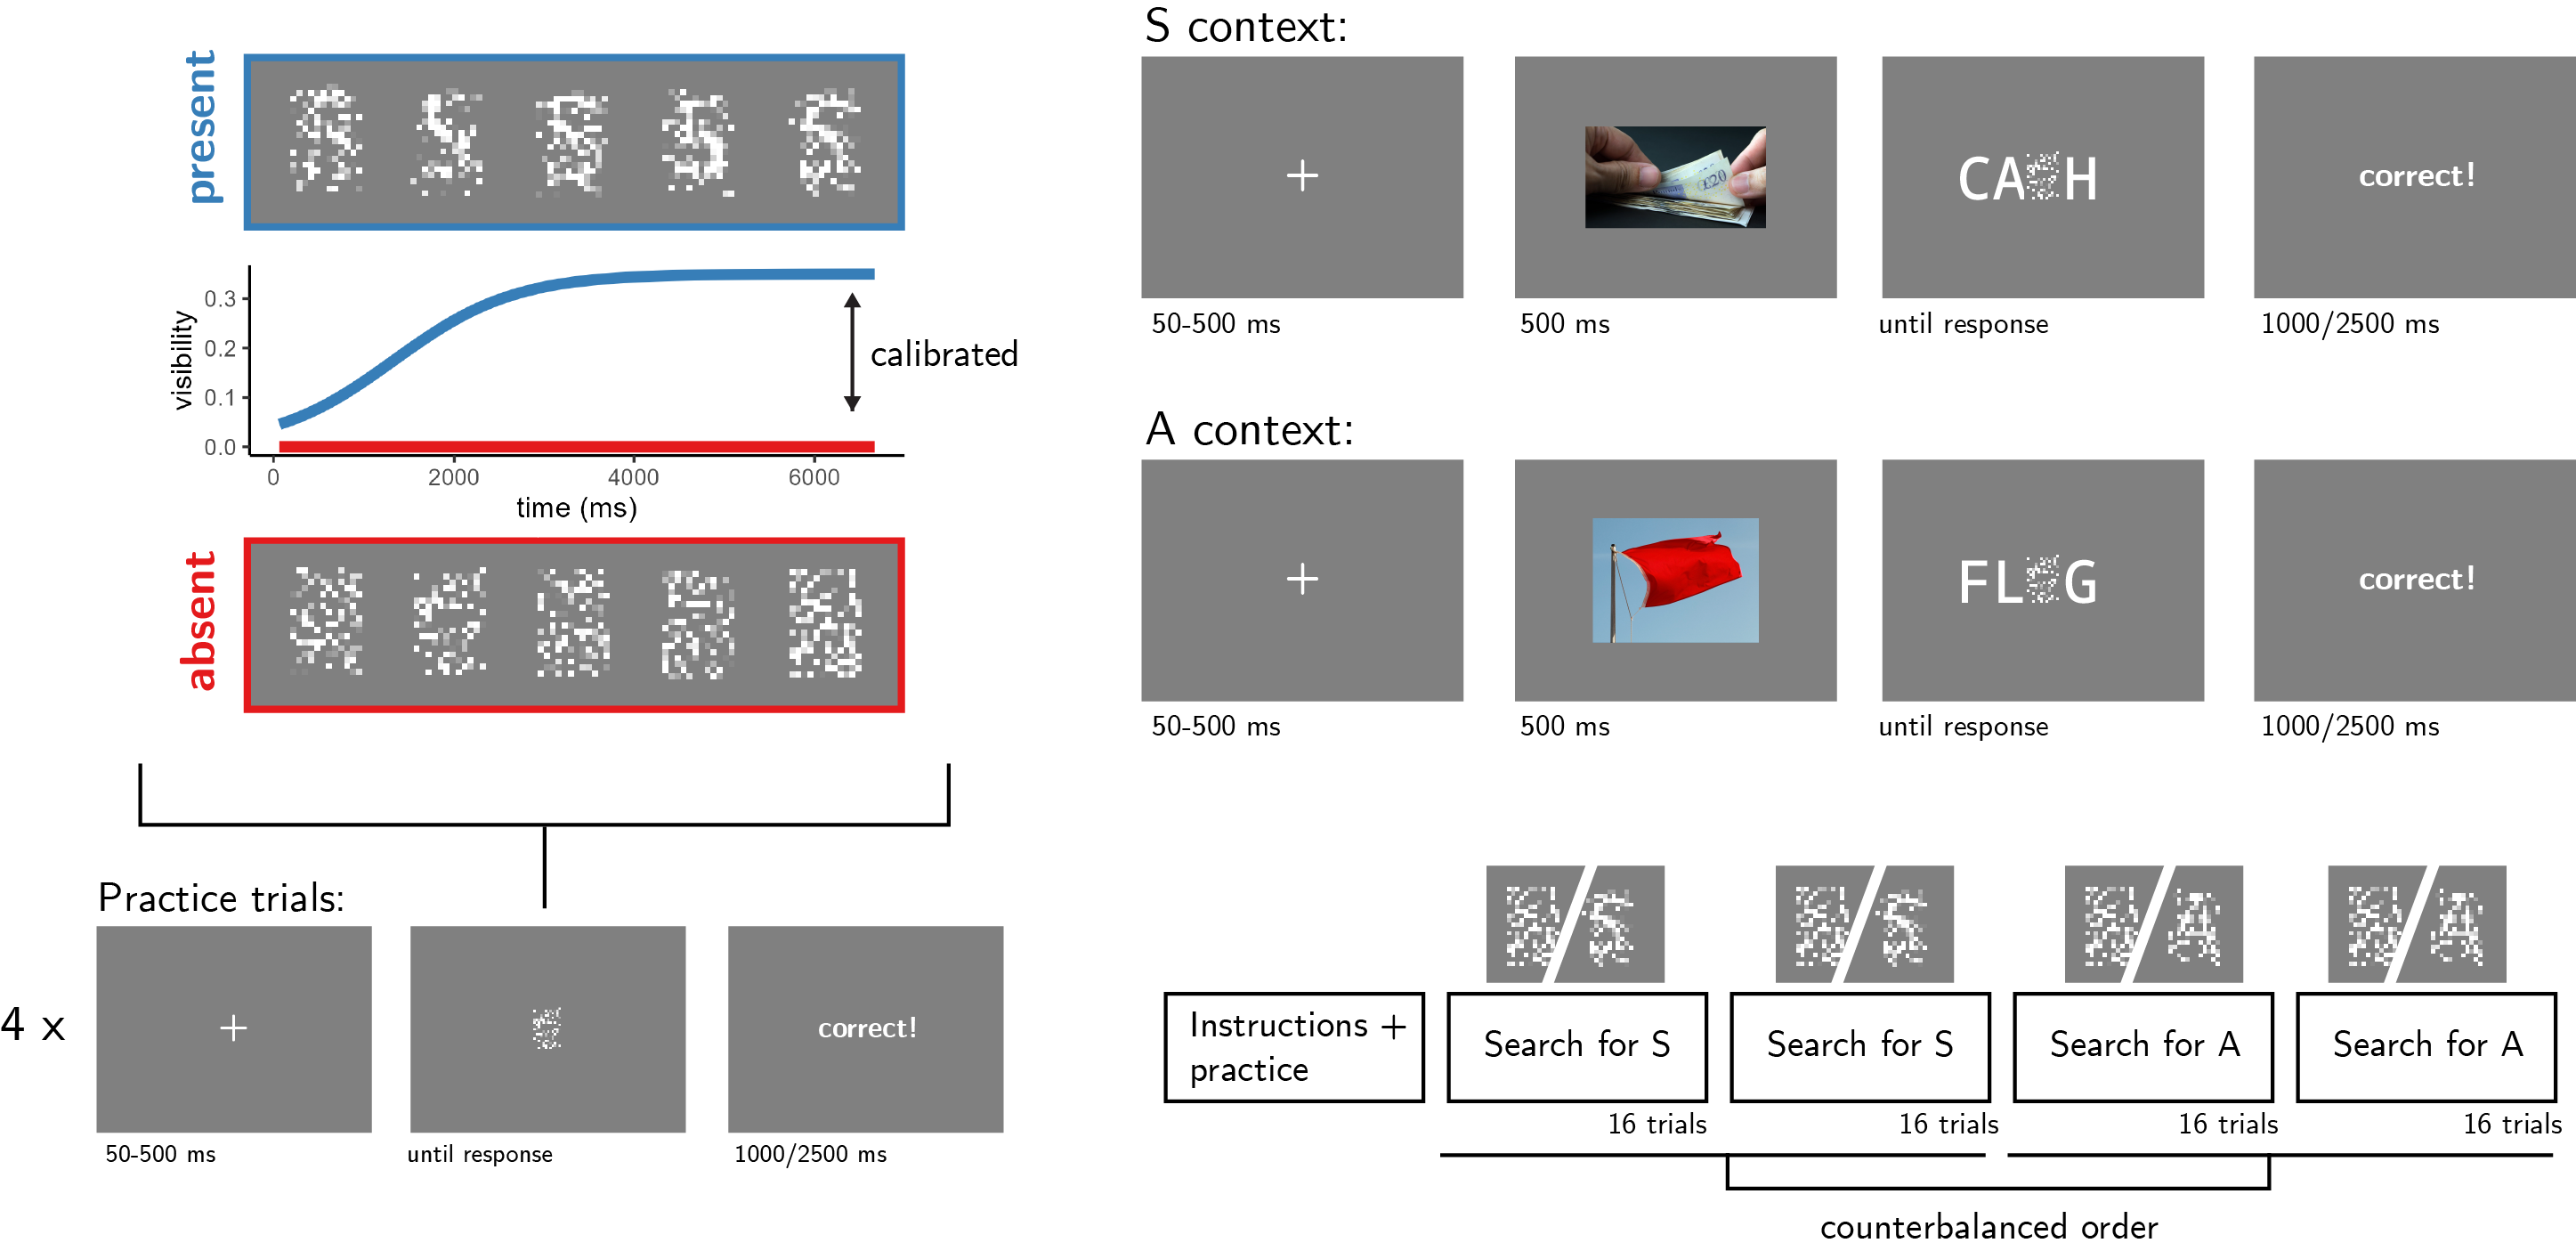 present
0.3
0.2
0.1
0.0
visibility
0 2000 4000 6000
time (ms)
calibrated
absent
Practice trials:
4 x
+
correct!
50-500 ms until response 1000/2500 ms
S context:
+
£20
CA H
correct!
50-500 ms 500 ms until response 1000/2500 ms
A context:
+
FL G
correct!
50-500 ms 500 ms until response 1000/2500 ms
S S A A
Instructions +
practice
Search for S Search for S Search for A Search for A
16 trials 16 trials 16 trials 16 trials
counterbalanced order